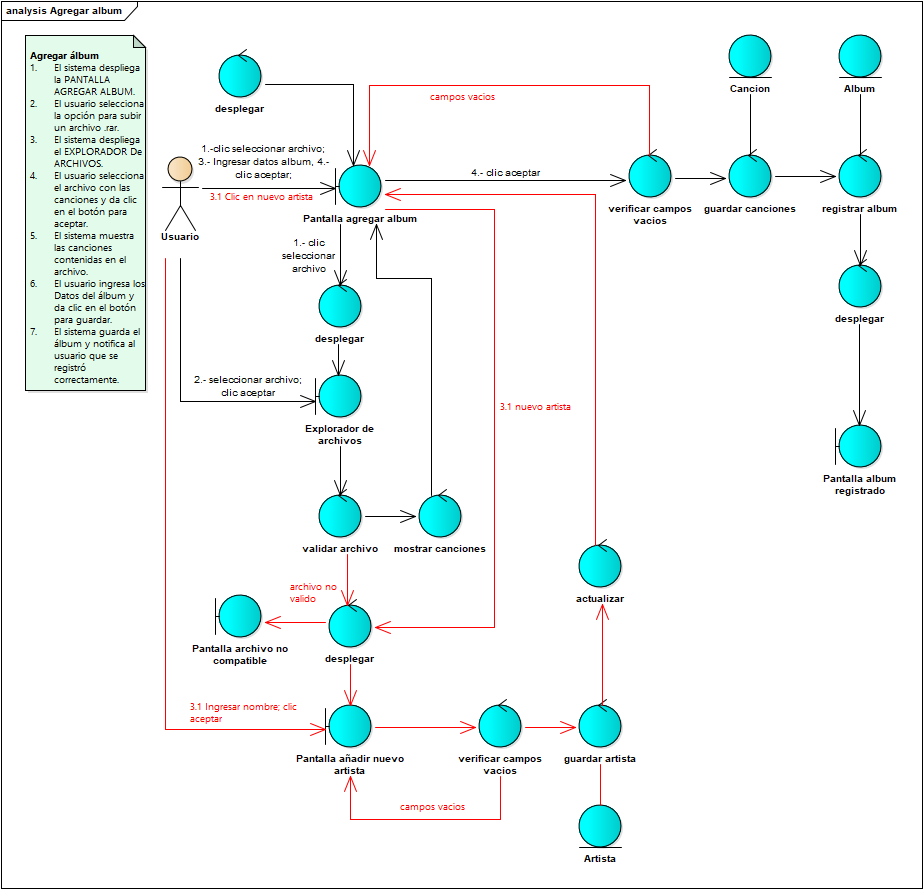 analysis Agregar album
Agregar álbum
1. El sistema despliega
la PANTALLA
AGREGAR ALBUM.
2. El usuario selecciona
la opción para subir
un archivo .rar.
3. El sistema despliega
el EXPLORADOR De
ARCHIVOS.
4. El usuario selecciona
el archivo con las
canciones y da clic
en el botón para
aceptar.
5. El sistema muestra
las canciones
contenidas en el
archivo.
6. El usuario ingresa los
Datos del álbum y
da clic en el botón
para guardar.
7. El sistema guarda el
álbum y notifica al
usuario que se
registró
correctamente.
desplegar
campos vacios
Cancion
Album
1.-clic seleccionar archivo;
3.- Ingresar datos album, 4.-
clic aceptar;
3.1 Clic en nuevo artista
Usuario
Pantalla agregar album
4.- clic aceptar
verificar campos
vacios
guardar canciones
registrar album
1.- clic
seleccionar
archivo
desplegar
desplegar
2.- seleccionar archivo;
clic aceptar
Explorador de
archivos
3.1 nuevo artista
Pantalla album
registrado
validar archivo
mostrar canciones
archivo no
valido
actualizar
Pantalla archivo no
compatible
desplegar
3.1 Ingresar nombre; clic
aceptar
Pantalla añadir nuevo
artista
verificar campos
vacios
guardar artista
campos vacios
Artista